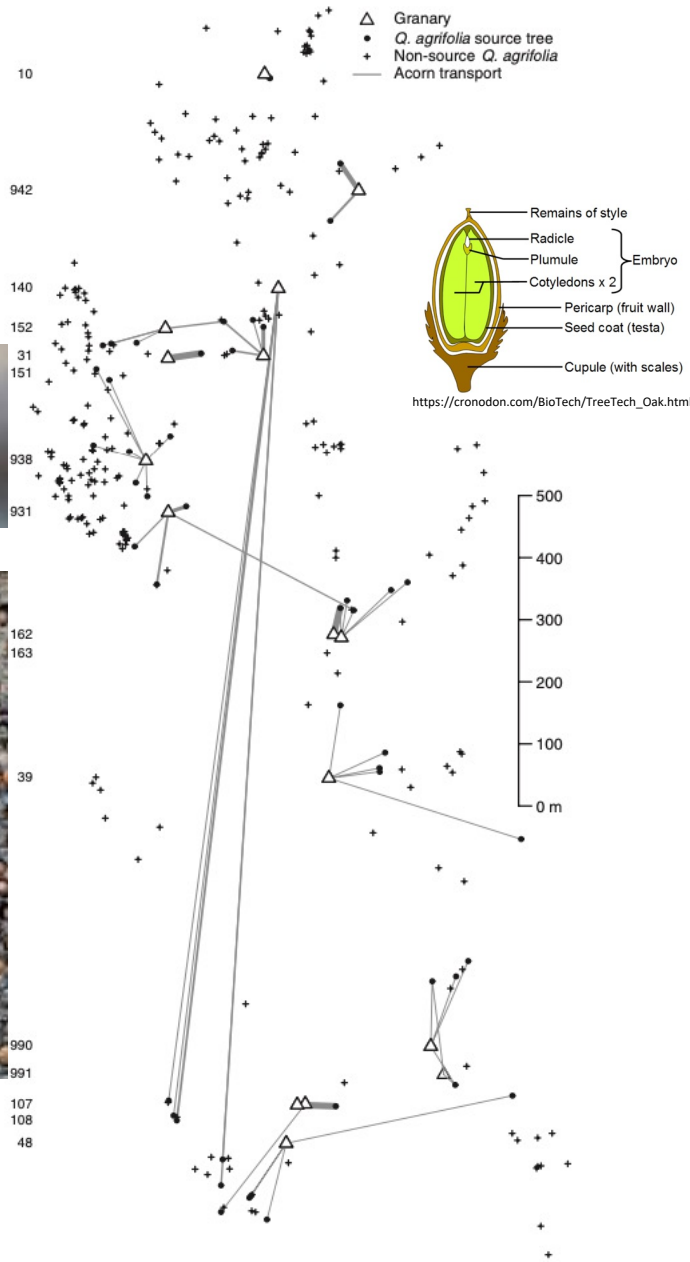 Granary
Q. agrifolia source tree
Non-source Q. agrifolia
Acorn transport
10
942
140
152
31
151
938
931
162
163
39
990
991
107
108
48
Remains of style
Radicle
Plumule
Embryo
Cotyledons x 2
Pericarp (fruit wall)
Seed coat (testa)
Cupule (with scales)
https://cronodon.com/BioTech/TreeTech_Oak.html
500
400
300
200
100
0 m